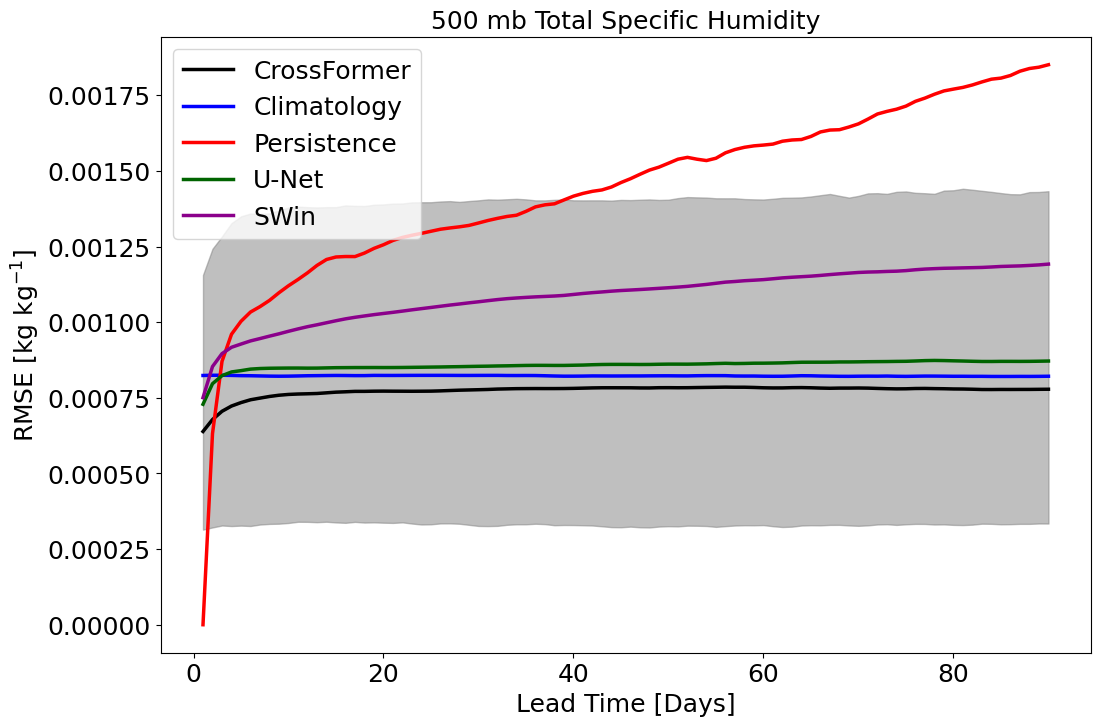 500 mb Total Specific Humidity
CrossFormer
Climatology
Persistence
U-Net
SWin
0.00175
0.00150
0.00125
0.00100
0.00075
0.00050
0.00025
0.00000
RMSE [kg kg⁻¹]
0 20 40 60 80
Lead Time [Days]